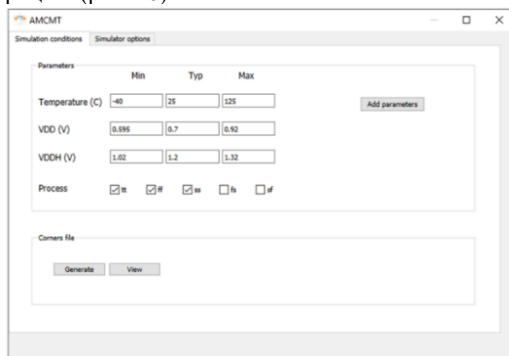 AMCMT
Simulation conditions Simulator options
Parameters
Min Typ Max
Temperature (C) -40 25 125
Add parameters
VDD (V) 0.595 0.7 0.92
VDDH (V) 1.02 1.2 1.32
Process tt ff ss fs sf
Corners file
Generate View